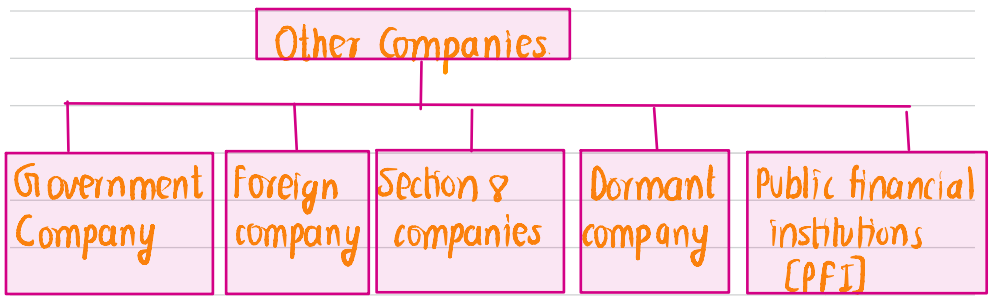 Other Companies
Government
Company
Foreign
company
Section 8
companies
Dormant
company
Public financial
institutions
[PFI]